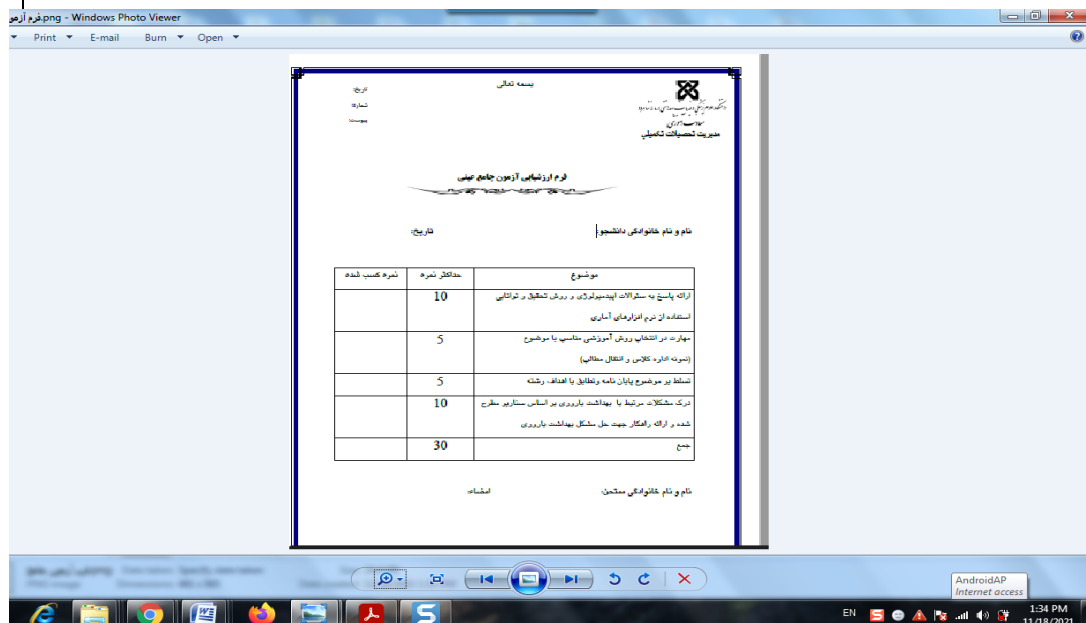 فرم آزمو.png - Windows Photo Viewer
Print E-mail Burn Open
بسمه تعالی
تاریخ:
شماره:
پیوست:
مدیریت تحصیلات تکمیلی
فرم ارزشیابی آزمون جامع عینی
نام و نام خانوادگی دانشجو: تاریخ:
موضوع حداکثر نمره نمره کسب شده
ارائه پاسخ به سئوالات اپیدمیولوژی و روش تحقیق و توانایی 10
استفاده از نرم افزارهای آماری
مهارت در انتخاب روش آموزشی متناسب با موضوع 5
(نمونه اداره کلاس و انتقال مطالب)
تسلط بر موضوع پایان نامه وتطابق با اهداف رشته 5
درک مشکلات مرتبط با بهداشت باروری بر اساس سناریو مطرح 10
شده و ارائه راهکار جهت حل مشکل بهداشت باروری
جمع 30
نام و نام خانوادگی ممتحن: امضاء:
AndroidAP
Internet access
EN 1:34 PM
11/18/2021